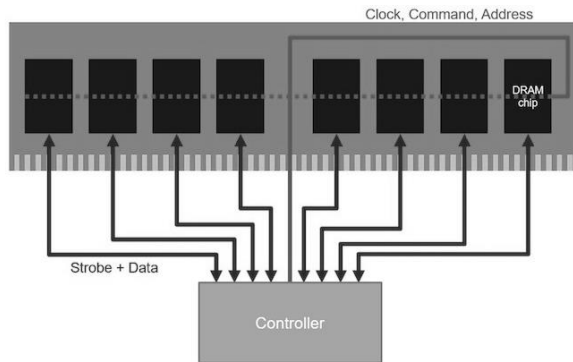 Clock, Command, Address
DRAM
chip
Strobe + Data
Controller